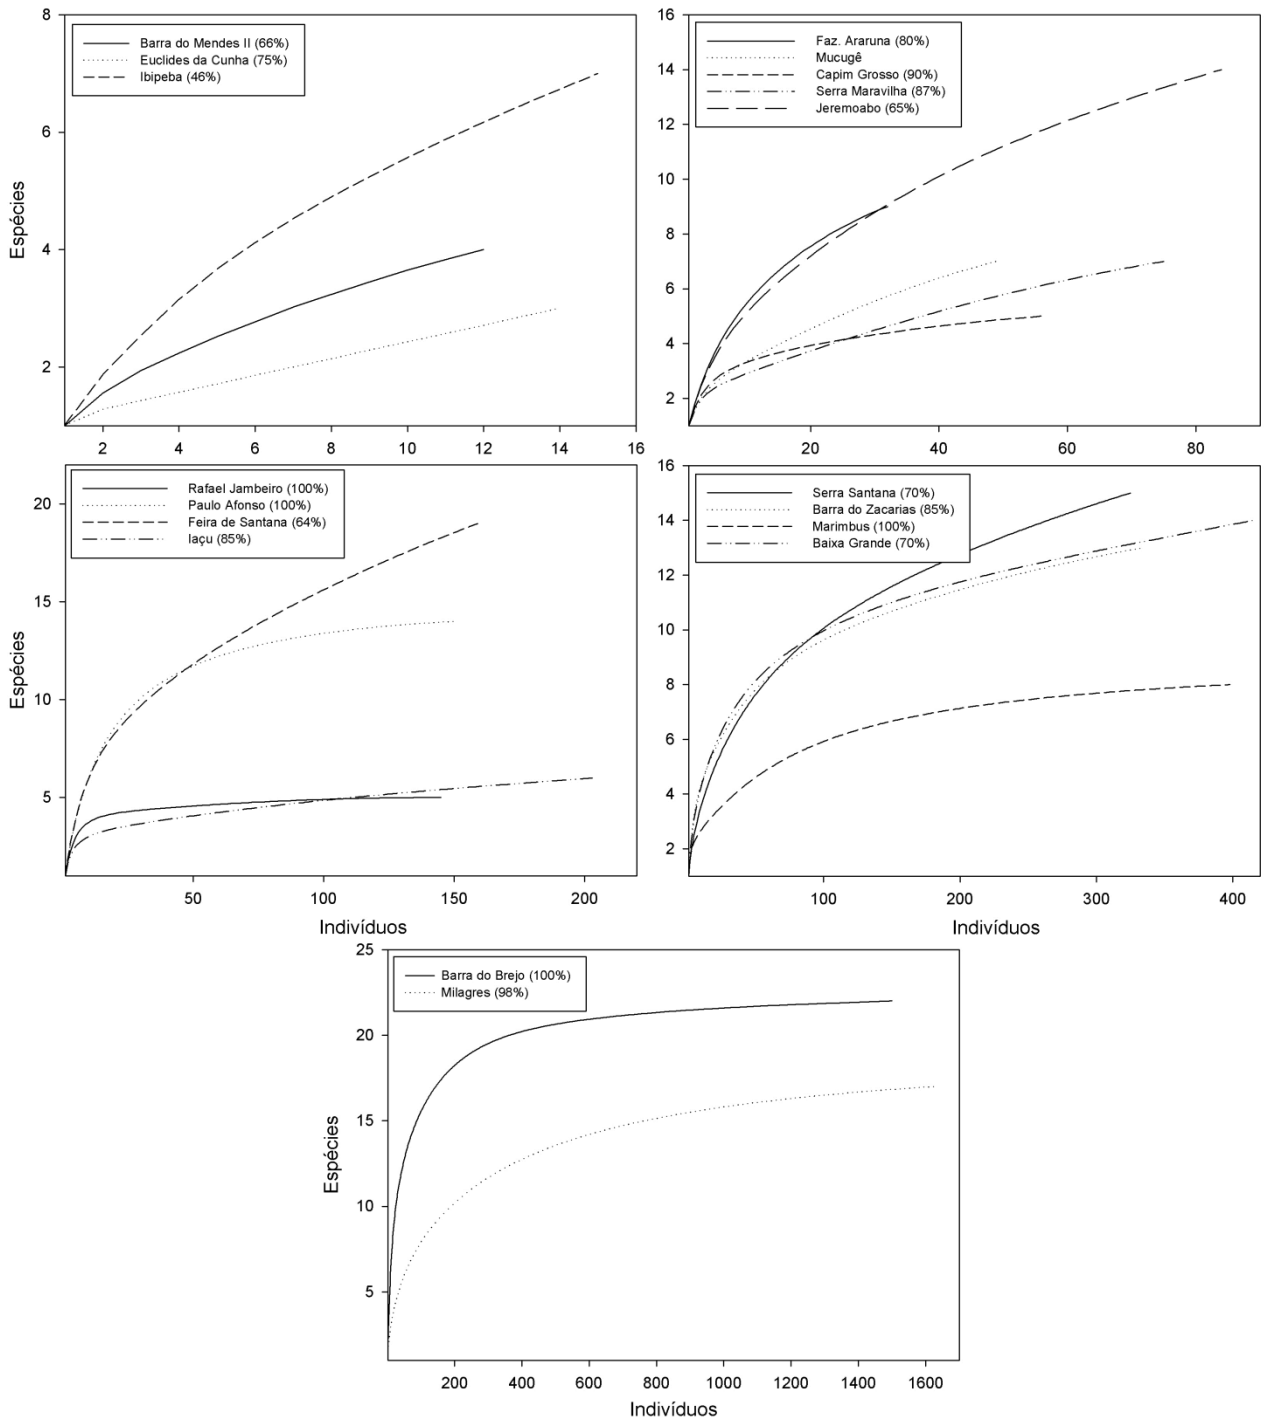 8
6
4
2
Espécies
Barra do Mendes II (66%)
Euclides da Cunha (75%)
Ibipeba (46%)
2 4 6 8 10 12 14 16
16
14
12
10
8
6
4
2
Faz. Araruna (80%)
Mucugê
Capim Grosso (90%)
Serra Maravilha (87%)
Jeremoabo (65%)
20 40 60 80
20
15
10
5
Espécies
Rafael Jambeiro (100%)
Paulo Afonso (100%)
Feira de Santana (64%)
Iaçu (85%)
50 100 150 200
Indivíduos
16
14
12
10
8
6
4
2
Serra Santana (70%)
Barra do Zacarias (85%)
Marimbus (100%)
Baixa Grande (70%)
100 200 300 400
Indivíduos
25
20
15
10
5
Espécies
Barra do Brejo (100%)
Milagres (98%)
200 400 600 800 1000 1200 1400 1600
Indivíduos